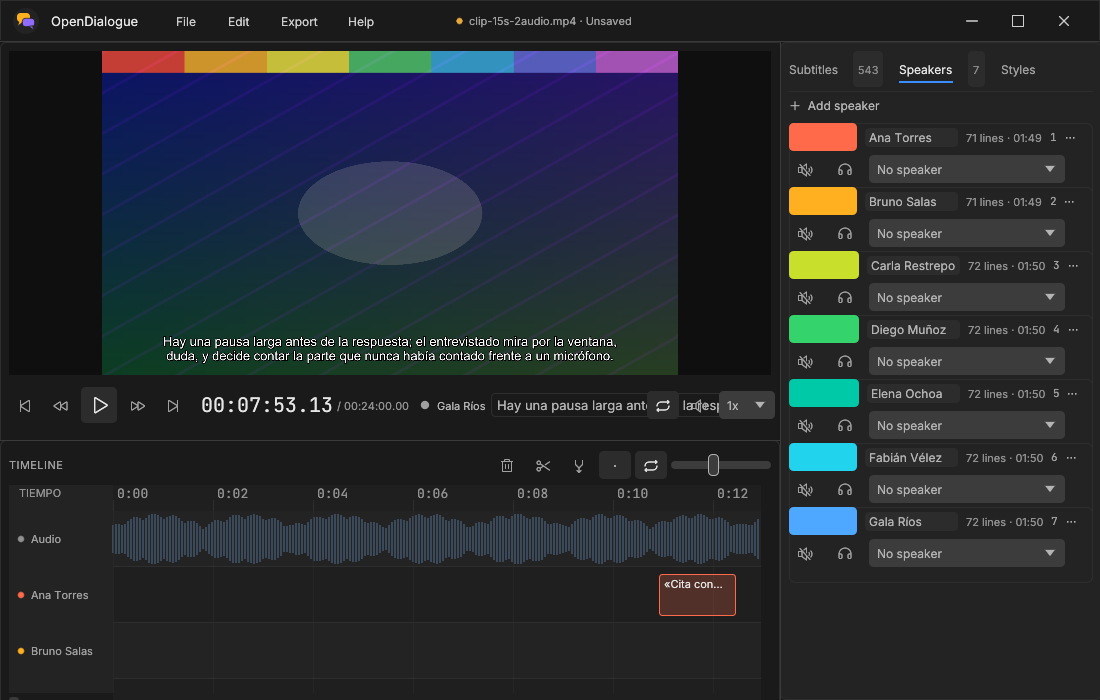 OpenDialogue File Edit Export Help clip-15s-2audio.mp4 · Unsaved
Subtitles 543 Speakers 7 Styles
+ Add speaker
Ana Torres 71 lines · 01:49 1 ···
No speaker
Bruno Salas 71 lines · 01:49 2 ···
No speaker
Carla Restrepo 72 lines · 01:50 3 ···
No speaker
Diego Muñoz 72 lines · 01:50 4 ···
No speaker
Elena Ochoa 72 lines · 01:50 5 ···
No speaker
Fabián Vélez 72 lines · 01:50 6 ···
No speaker
Gala Ríos 72 lines · 01:50 7 ···
No speaker
Hay una pausa larga antes de la respuesta; el entrevistado mira por la ventana,
duda, y decide contar la parte que nunca había contado frente a un micrófono.
00:07:53.13 / 00:24:00.00 Gala Ríos Hay una pausa larga ant 1x
TIMELINE
TIEMPO 0:00 0:02 0:04 0:06 0:08 0:10 0:12
Audio
Ana Torres «Cita con...
Bruno Salas